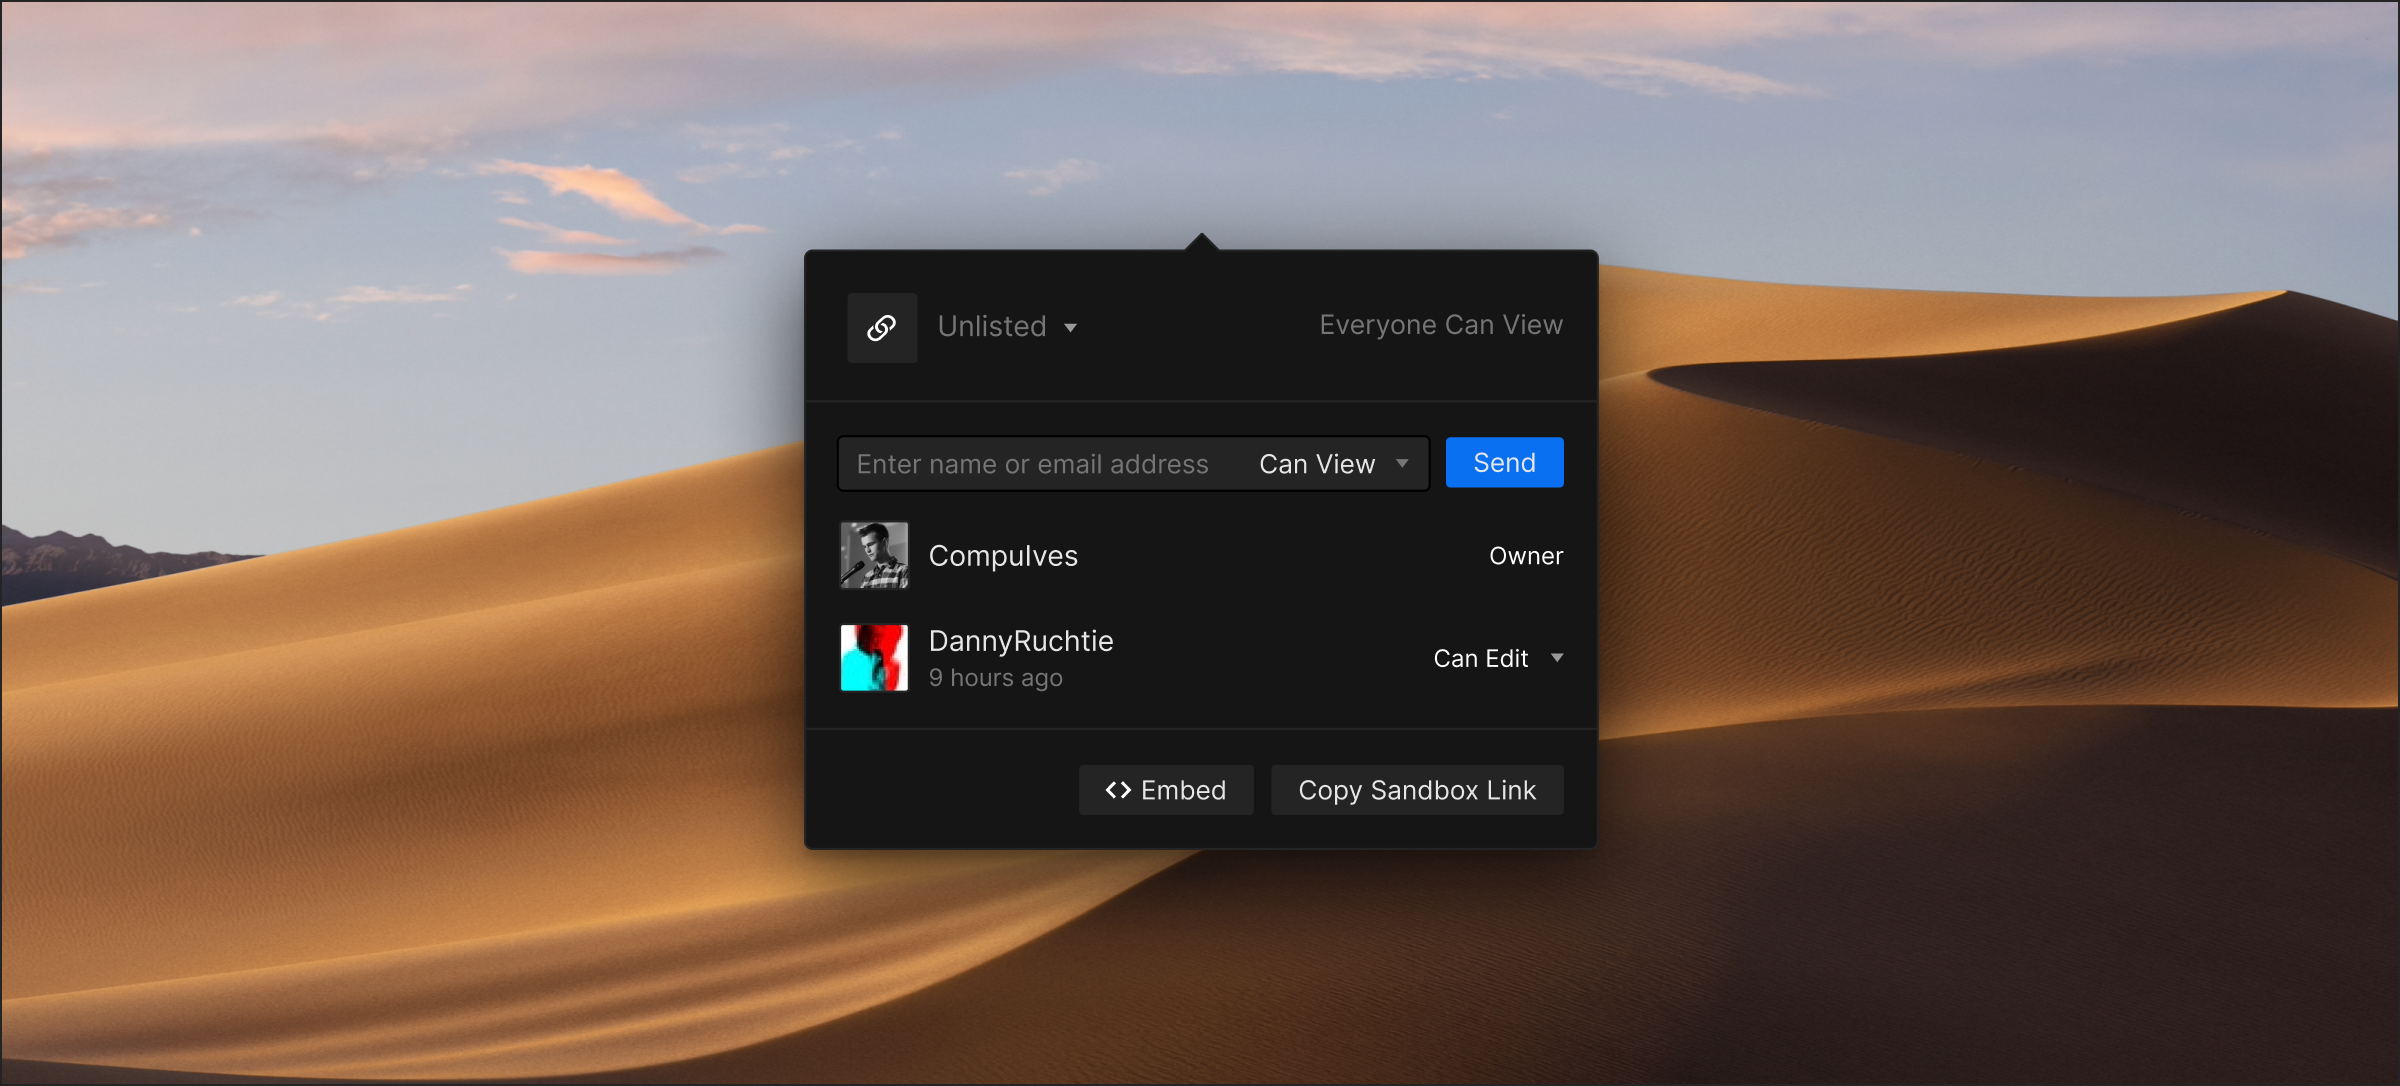 Unlisted
Everyone Can View
Enter name or email address
Can View
Send
CompuIves
Owner
DannyRuchtie
9 hours ago
Can Edit
<> Embed
Copy Sandbox Link